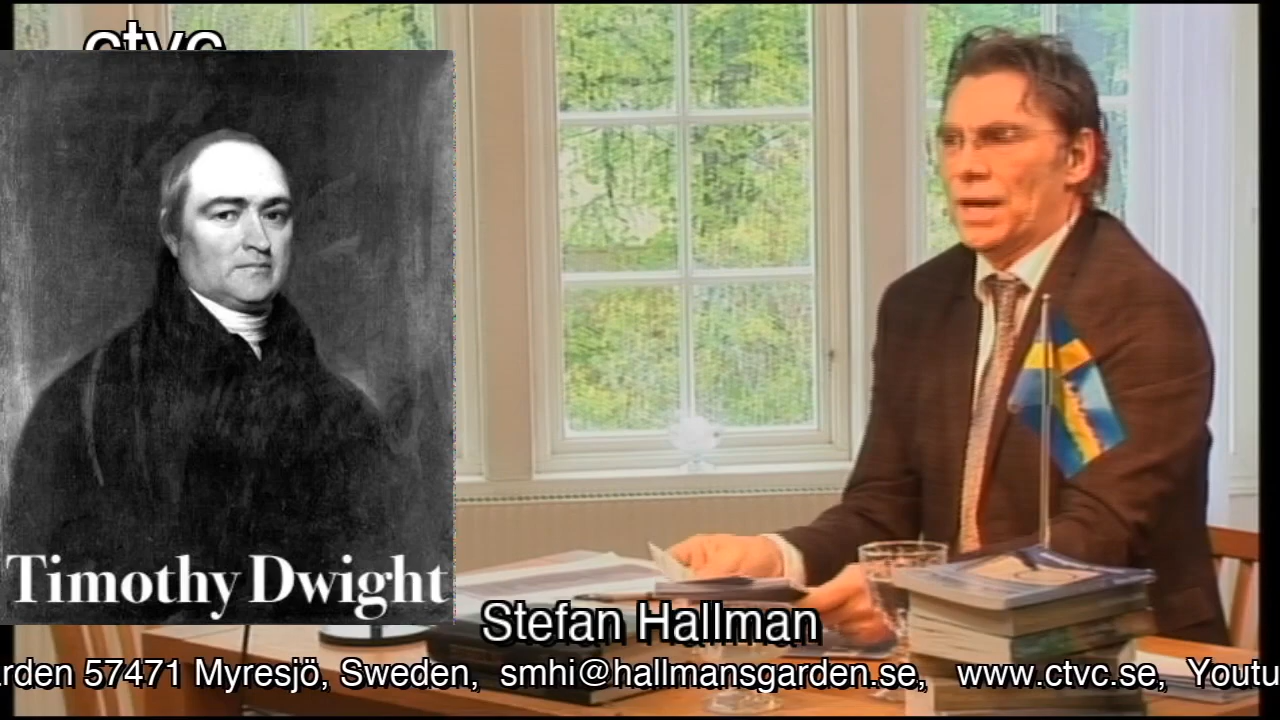 ctvc
Timothy Dwight
Stefan Hallman
rden 57471 Myresjö, Sweden, smhi@hallmansgarden.se, www.ctvc.se, Youtu